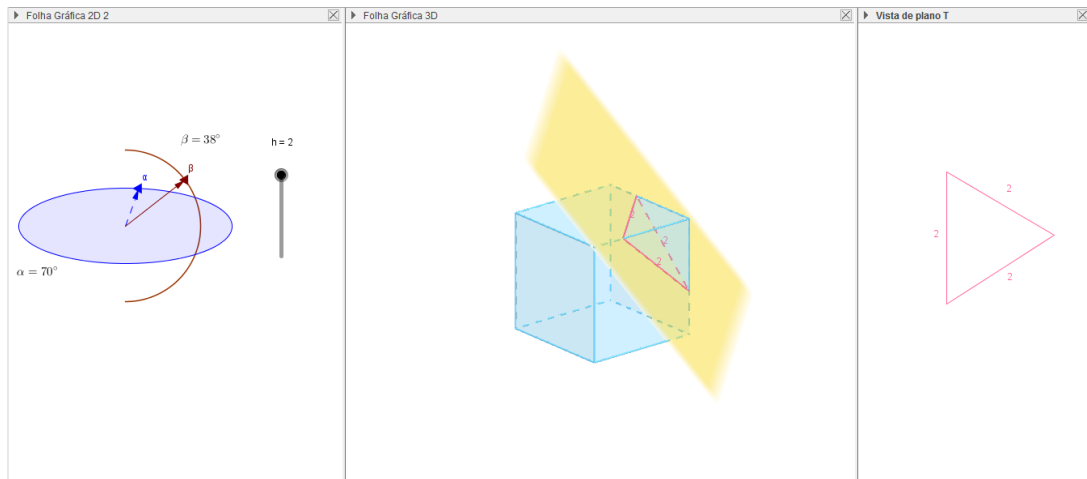 Folha Gráfica 2D 2
β = 38°
h = 2
α
β
α = 70°
Folha Gráfica 3D
2
2
2
Vista de plano T
2
2
2